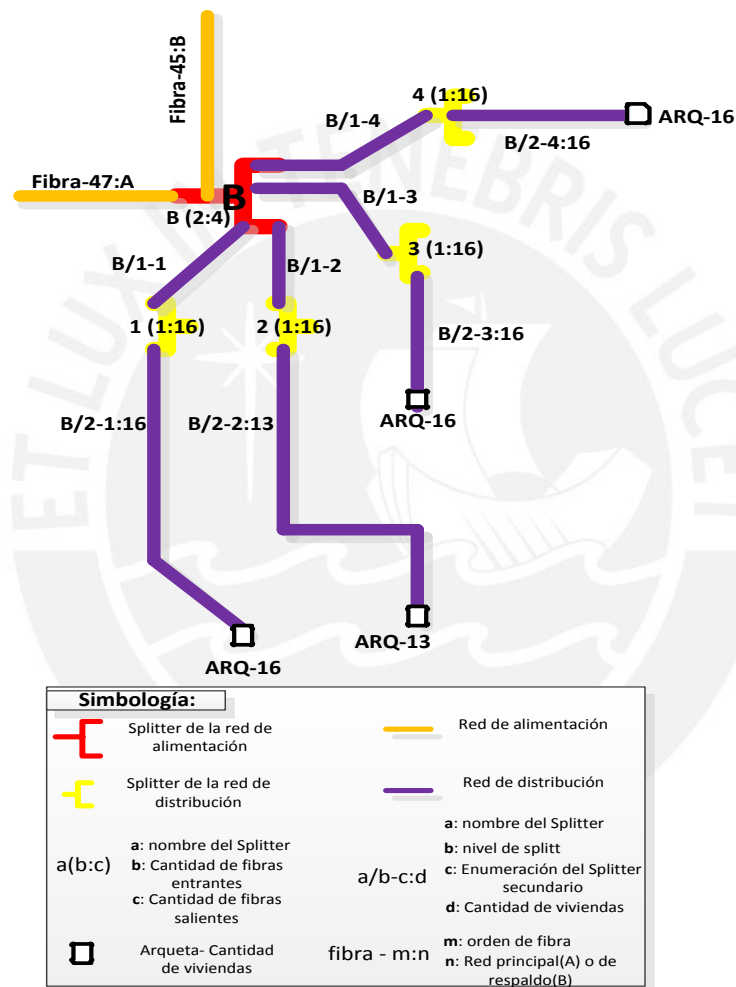 Fibra-45:B
4 (1:16)
ARQ-16
B/1-4
B/2-4:16
Fibra-47:A
B
B/1-3
B (2:4)
3 (1:16)
B/1-1
B/1-2
1 (1:16)
2 (1:16)
B/2-3:16
B/2-1:16
B/2-2:13
ARQ-16
ARQ-16
ARQ-13
ET LUX IN TENEBRIS LUCET
Simbología:
Splitter de la red de
alimentación
Red de alimentación
Splitter de la red de
distribución
Red de distribución
a(b:c)
a: nombre del Splitter
b: Cantidad de fibras
entrantes
c: Cantidad de fibras
salientes
a/b-c:d
a: nombre del Splitter
b: nivel de splitt
c: Enumeración del Splitter
secundario
d: Cantidad de viviendas
Arqueta- Cantidad
de viviendas
fibra - m:n
m: orden de fibra
n: Red principal(A) o de
respaldo(B)